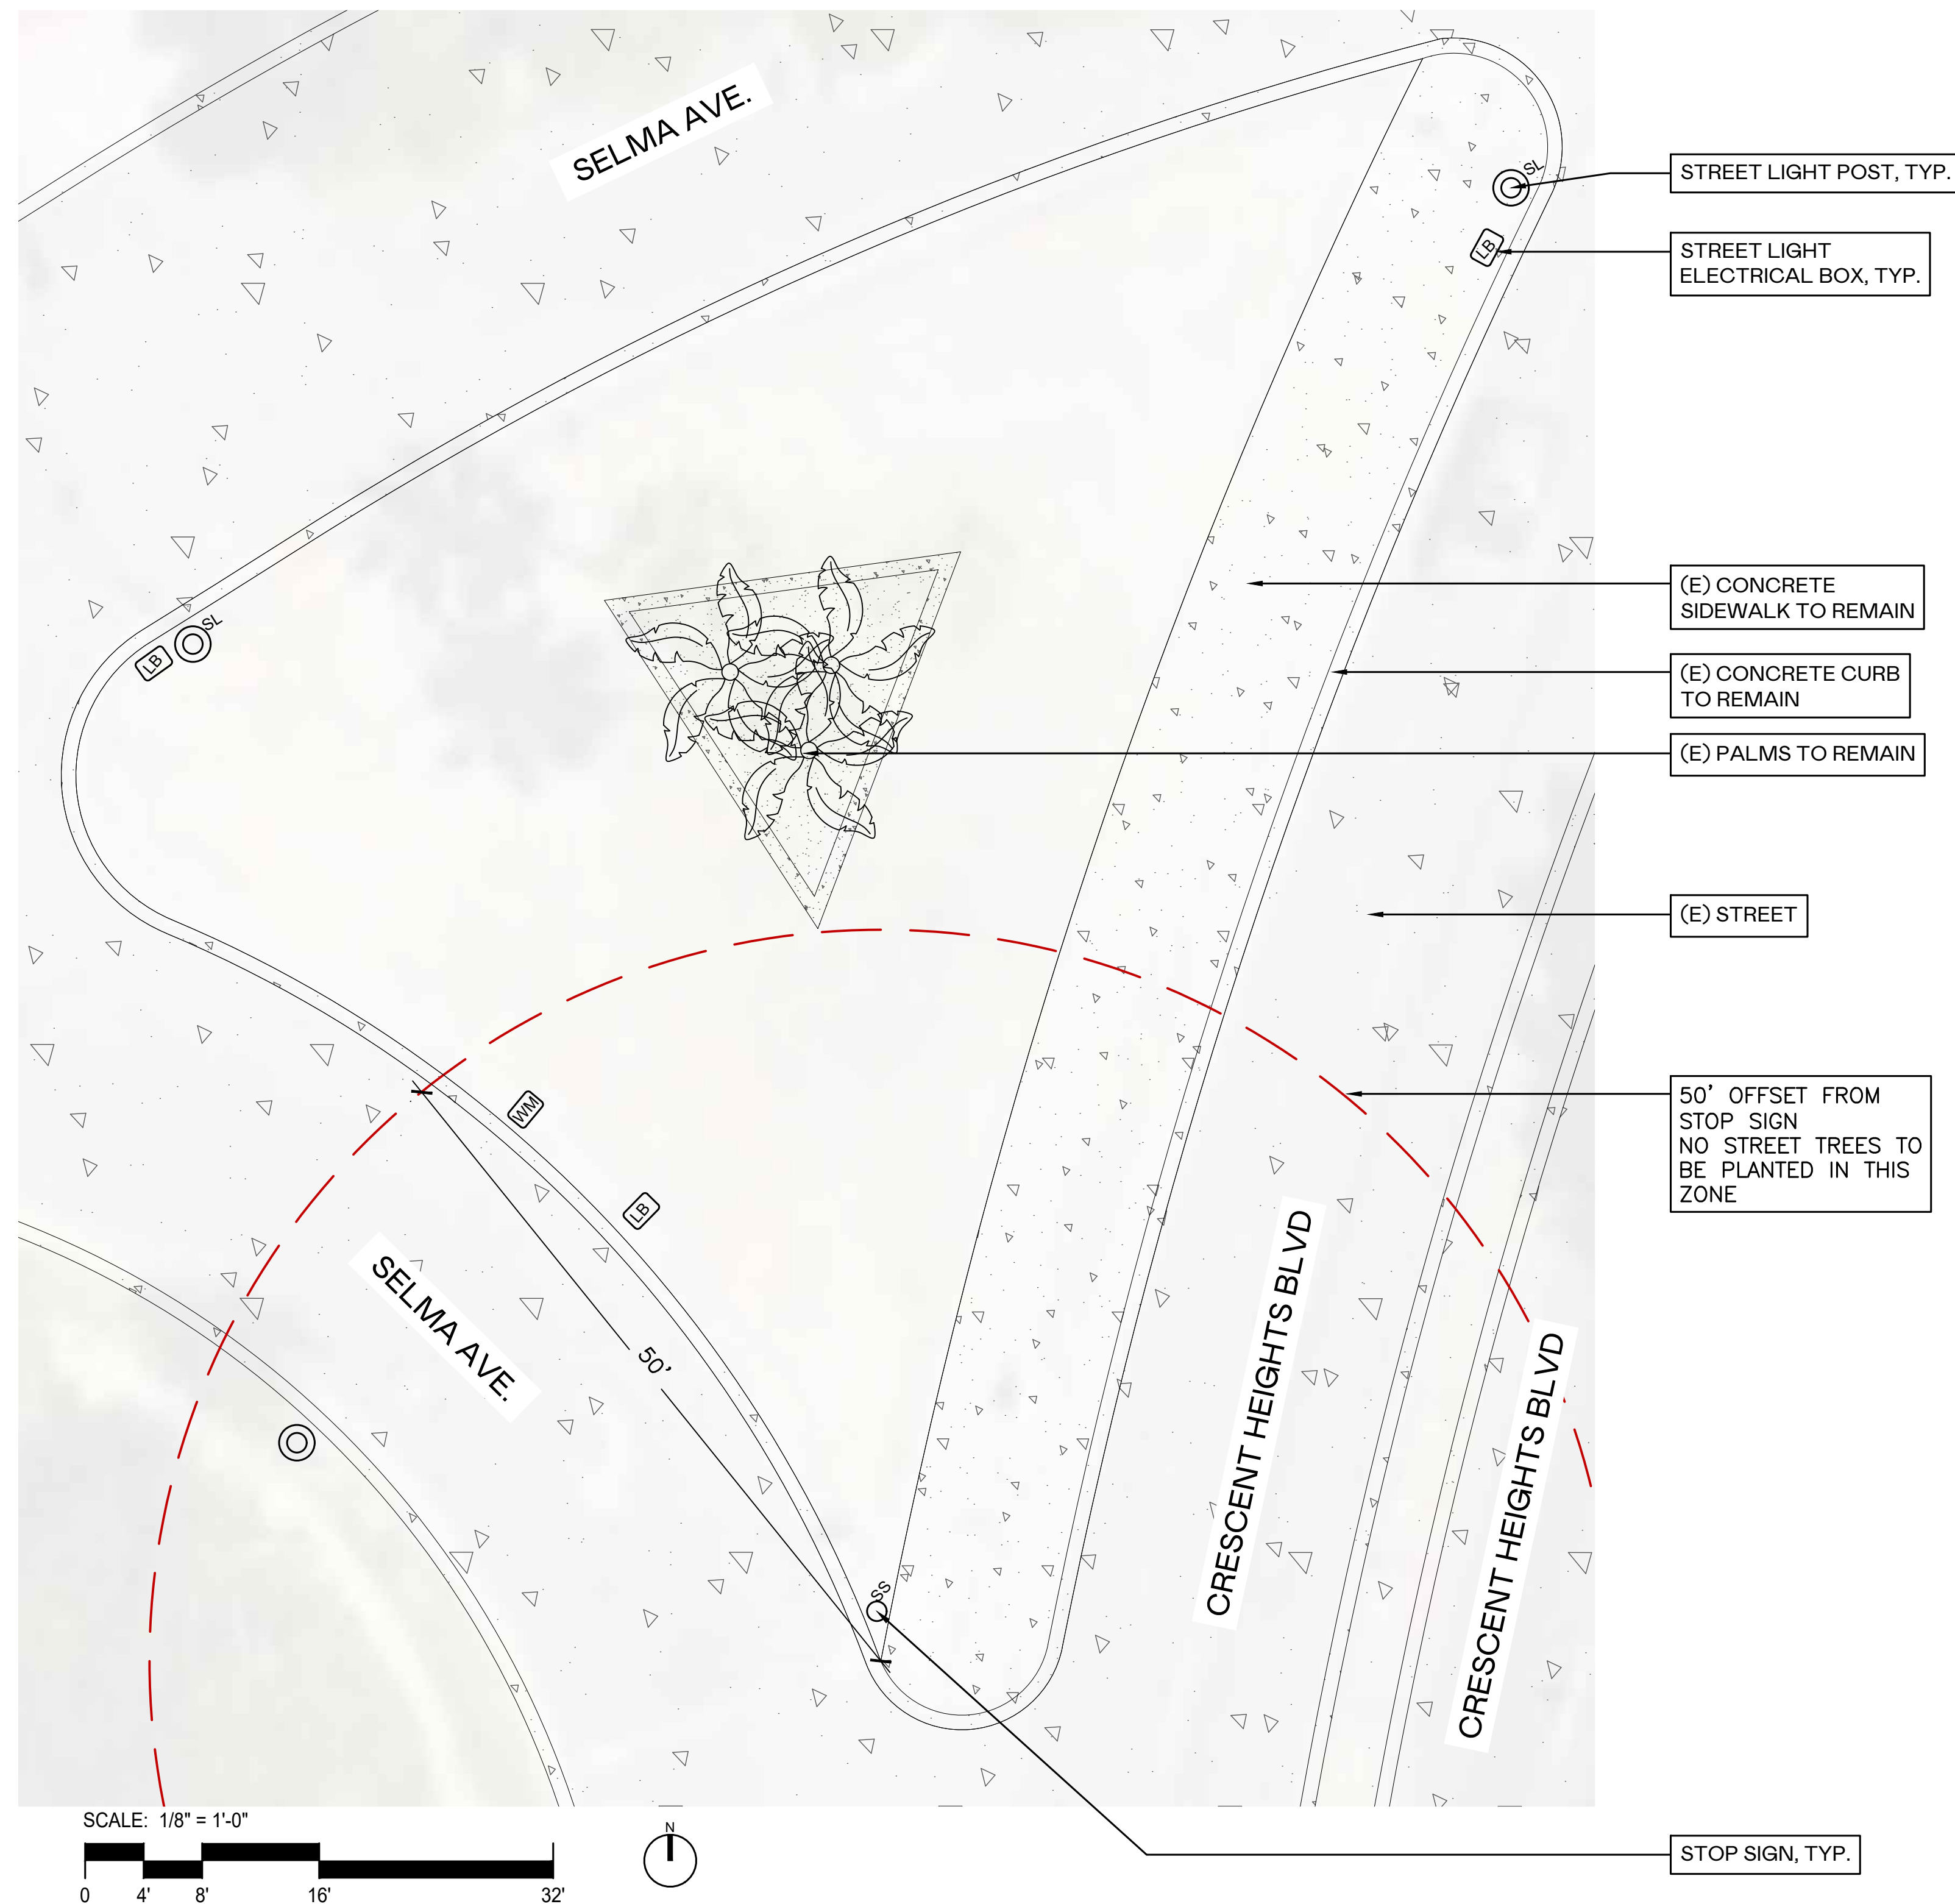 SELMA AVE.
SL
STREET LIGHT POST, TYP.
LB
STREET LIGHT
ELECTRICAL BOX, TYP.
(E) CONCRETE
SIDEWALK TO REMAIN
SL
LB
(E) CONCRETE CURB
TO REMAIN
(E) PALMS TO REMAIN
(E) STREET
WM
50' OFFSET FROM
STOP SIGN
NO STREET TREES TO
BE PLANTED IN THIS
ZONE
LB
SELMA AVE.
50'
CRESCENT HEIGHTS BLVD
CRESCENT HEIGHTS BLVD
SS
SCALE: 1/8" = 1'-0"
N
STOP SIGN, TYP.
0 4' 8' 16' 32'